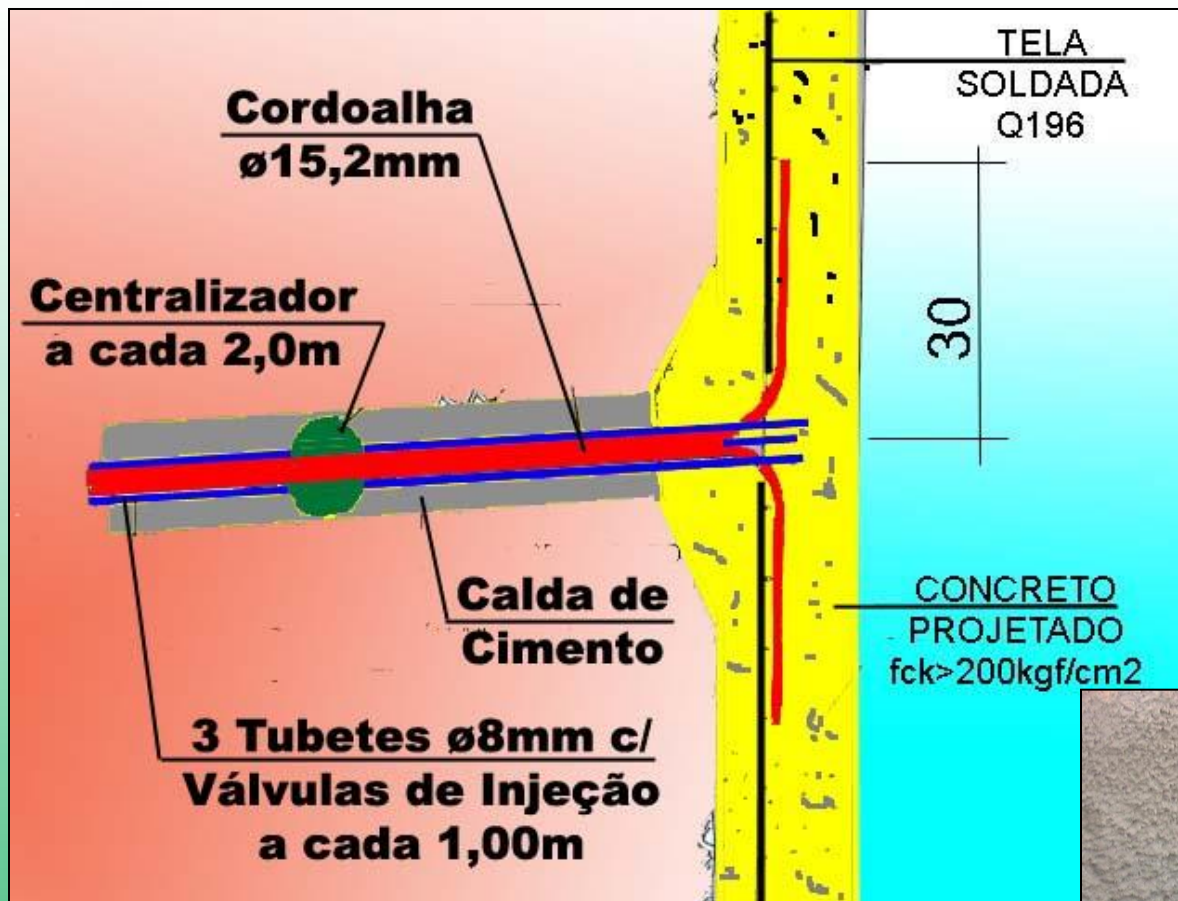 TELA
SOLDADA
Q196
Cordoalha
ø15,2mm
Centralizador
a cada 2,0m
30
Calda de
Cimento
CONCRETO
PROJETADO
fck>200kgf/cm2
3 Tubetes ø8mm c/
Válvulas de Injeção
a cada 1,00m